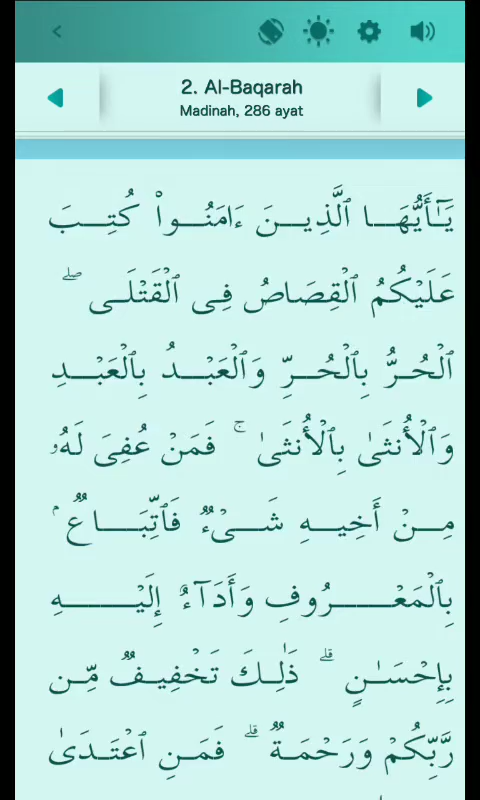 2. Al-Baqarah
Madinah, 286 ayat
يَـٰٓأَيُّهَا ٱلَّذِينَ ءَامَنُوا۟ كُتِبَ
عَلَيْكُمُ ٱلْقِصَاصُ فِى ٱلْقَتْلَى ۖ
ٱلْحُرُّ بِٱلْحُرِّ وَٱلْعَبْدُ بِٱلْعَبْدِ
وَٱلْأُنثَىٰ بِٱلْأُنثَىٰ ۚ فَمَنْ عُفِىَ لَهُۥ
مِنْ أَخِيهِ شَىْءٌ فَٱتِّبَاعٌۢ
بِٱلْمَعْرُوفِ وَأَدَآءٌ إِلَيْهِ
بِإِحْسَـٰنٍ ۗ ذَٰلِكَ تَخْفِيفٌ مِّن
رَّبِّكُمْ وَرَحْمَةٌ ۗ فَمَنِ ٱعْتَدَىٰ